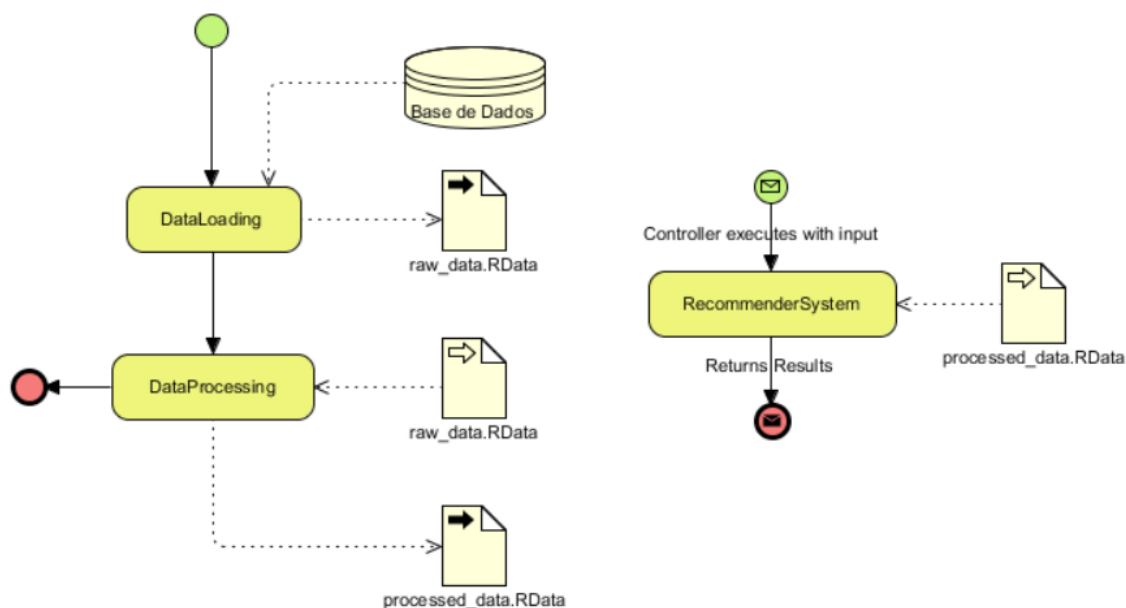 Base de Dados
DataLoading
raw_data.RData
DataProcessing
raw_data.RData
processed_data.RData
Controller executes with input
RecommenderSystem
processed_data.RData
Returns Results